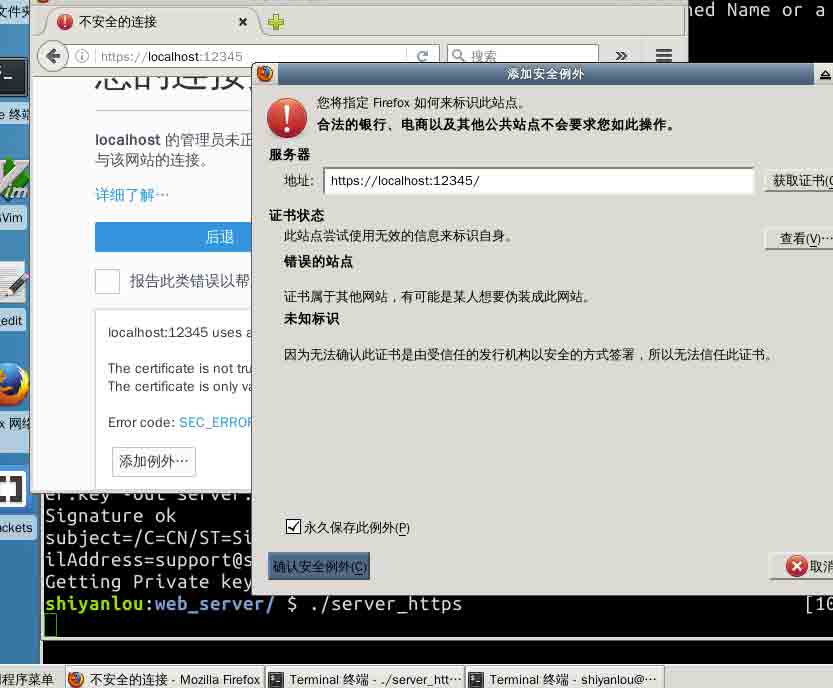 文件夹
不安全的连接
ned Name or a
https://localhost:12345
搜索
您的连接
添加安全例外
您将指定 Firefox 如何来标识此站点。
合法的银行、电商以及其他公共站点不会要求您如此操作。
服务器
地址:
https://localhost:12345/
获取证书(
证书状态
此站点尝试使用无效的信息来标识自身。
查看(V)…
错误的站点
证书属于其他网站，有可能是某人想要伪装成此网站。
未知标识
因为无法确认此证书是由受信任的发行机构以安全的方式签署，所以无法信任此证书。
永久保存此例外(P)
确认安全例外(C)
取消
localhost 的管理员未正
与该网站的连接。
详细了解…
后退
报告此类错误以帮
localhost:12345 uses a
The certificate is not tru
The certificate is only va
Error code: SEC_ERROR
添加例外…
e 终端
Vim
edit
x 网络
ackets
er.key -out server.
Signature ok
subject=/C=CN/ST=Si
ilAddress=support@s
Getting Private key
shiyanlou:web_server/ $ ./server_https
[10
程序菜单
不安全的连接 - Mozilla Firefox
Terminal 终端 - ./server_htt…
Terminal 终端 - shiyanlou@…